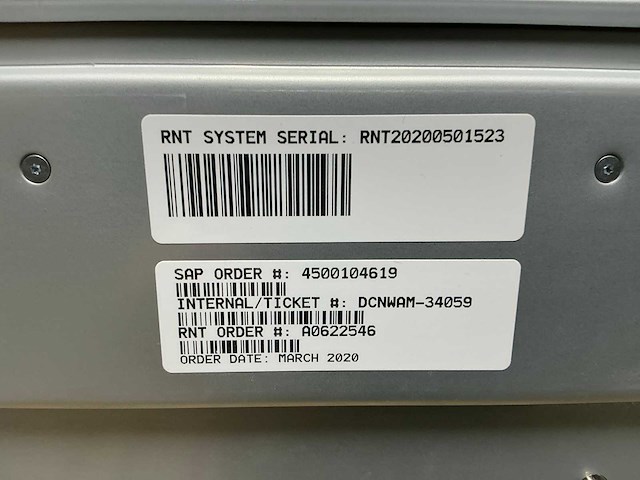 RNT SYSTEM SERIAL: RNT20200501523
SAP ORDER #: 4500104619
INTERNAL/TICKET #: DCNWAM-34059
RNT ORDER #: A0622546
ORDER DATE: MARCH 2020